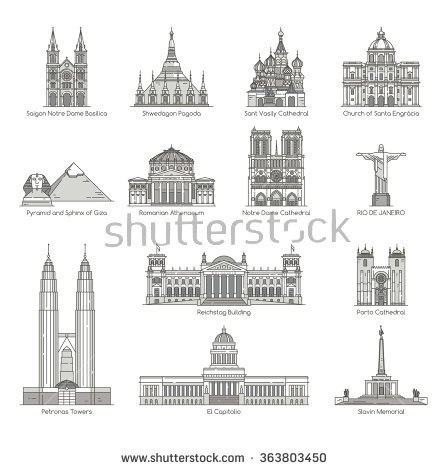 Saigon Notre Dame Basilica
Shwedagon Pagoda
Sant Vasily Cathedral
Church of Santa Engrácia
Pyramid and Sphinx of Giza
Romanian Athenaeum
Notre Dame Cathedral
RIO DE JANEIRO
shutterstock
Reichstag Building
Porto Cathedral
Petronas Towers
El Capitolio
Slavin Memorial
www.shutterstock.com · 363803450